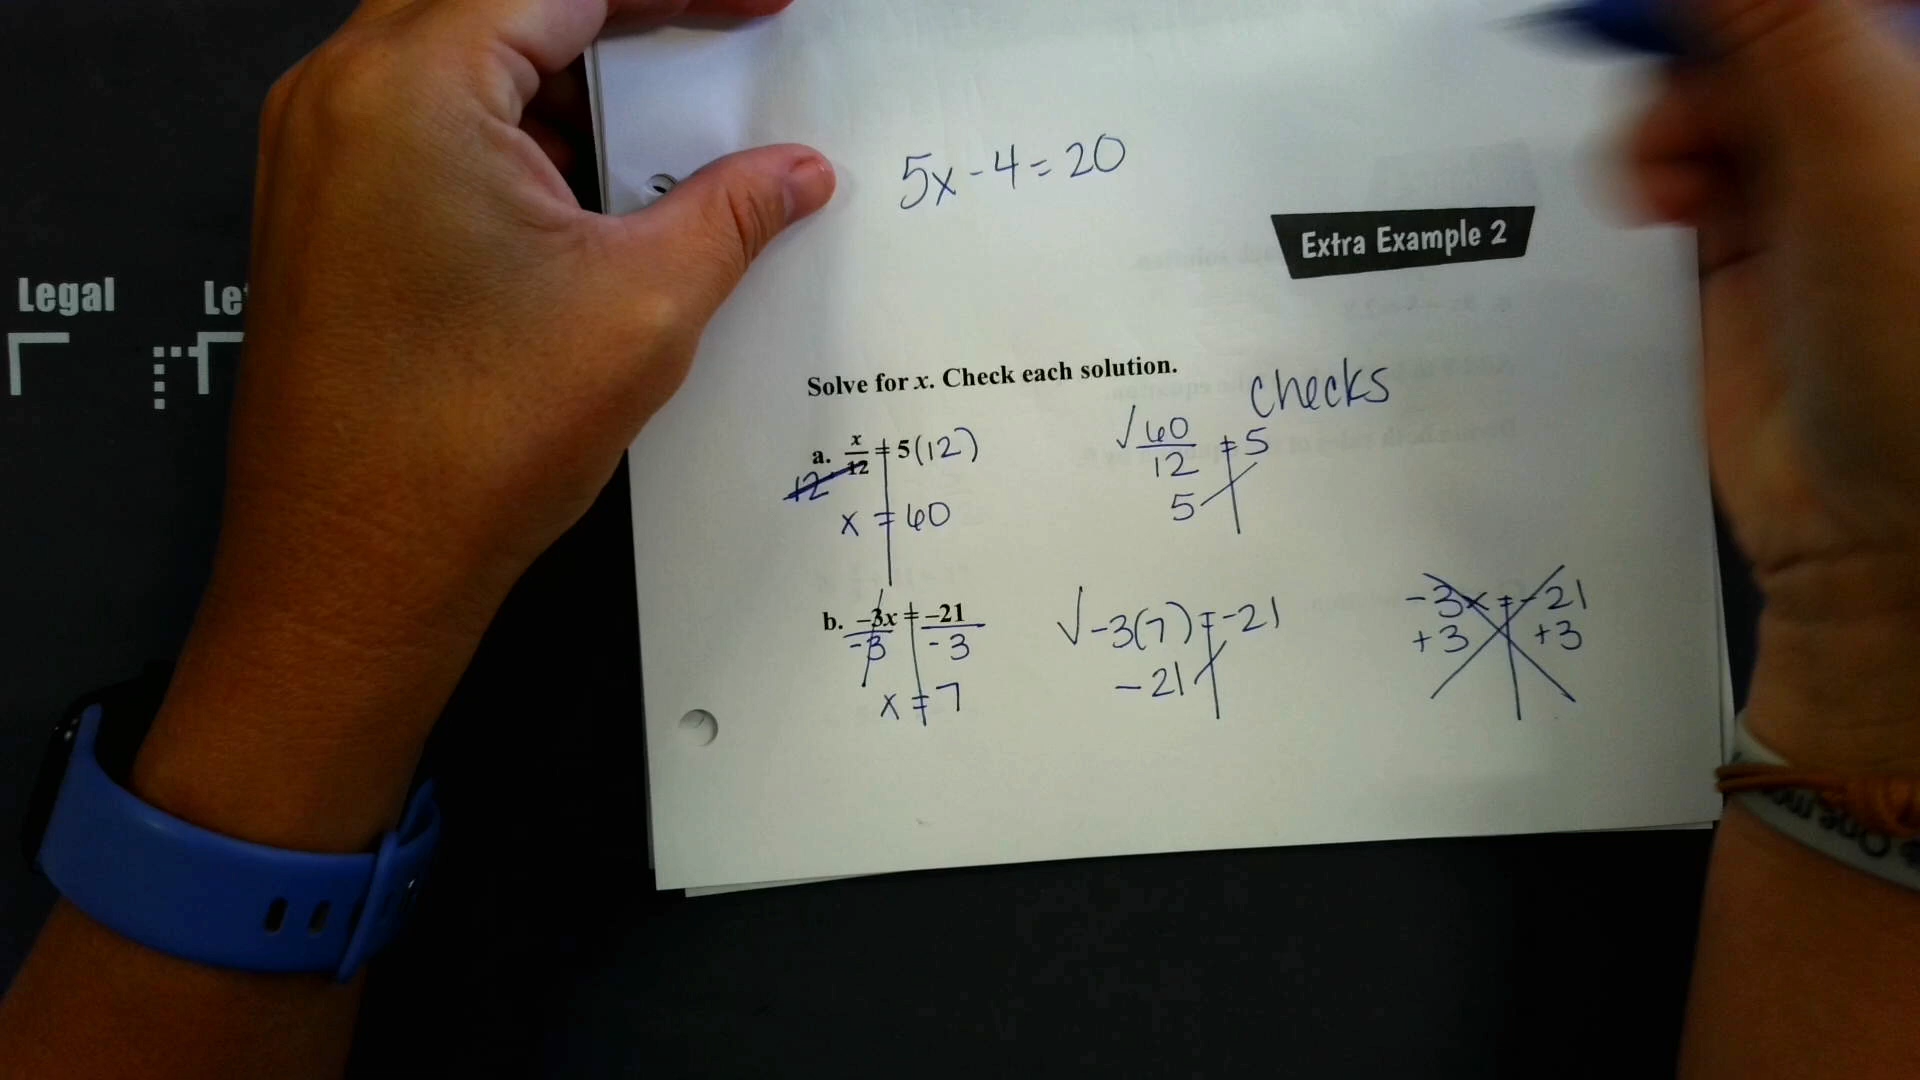 5x - 4 = 20
Extra Example 2
Legal
Le
Solve for x. Check each solution.
checks
a. x/12 = 5(12)
12
√ 60/12 = 5
x = 60
5
b. -3x = -21
-3 -3
x = 7
√ -3(7) = -21
-21
-3x = -21
+3 +3